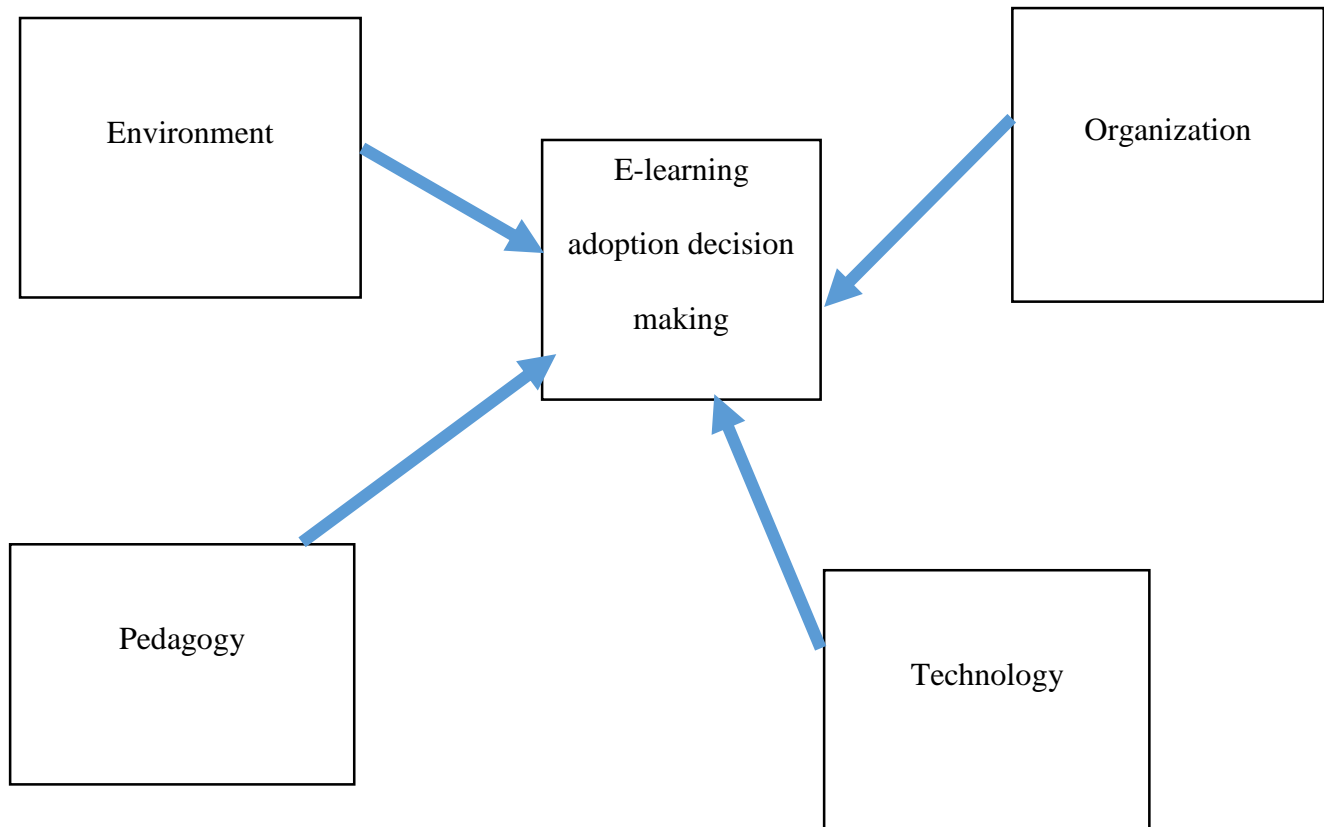 Environment
Organization
E-learning
adoption decision
making
Pedagogy
Technology